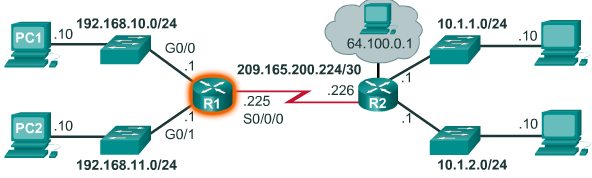 192.168.10.0/24
PC1
.10
G0/0
.1
64.100.0.1
10.1.1.0/24
.10
209.165.200.224/30
.1
R1
.225
.226
R2
S0/0/0
PC2
.10
.1
G0/1
192.168.11.0/24
.1
.10
10.1.2.0/24